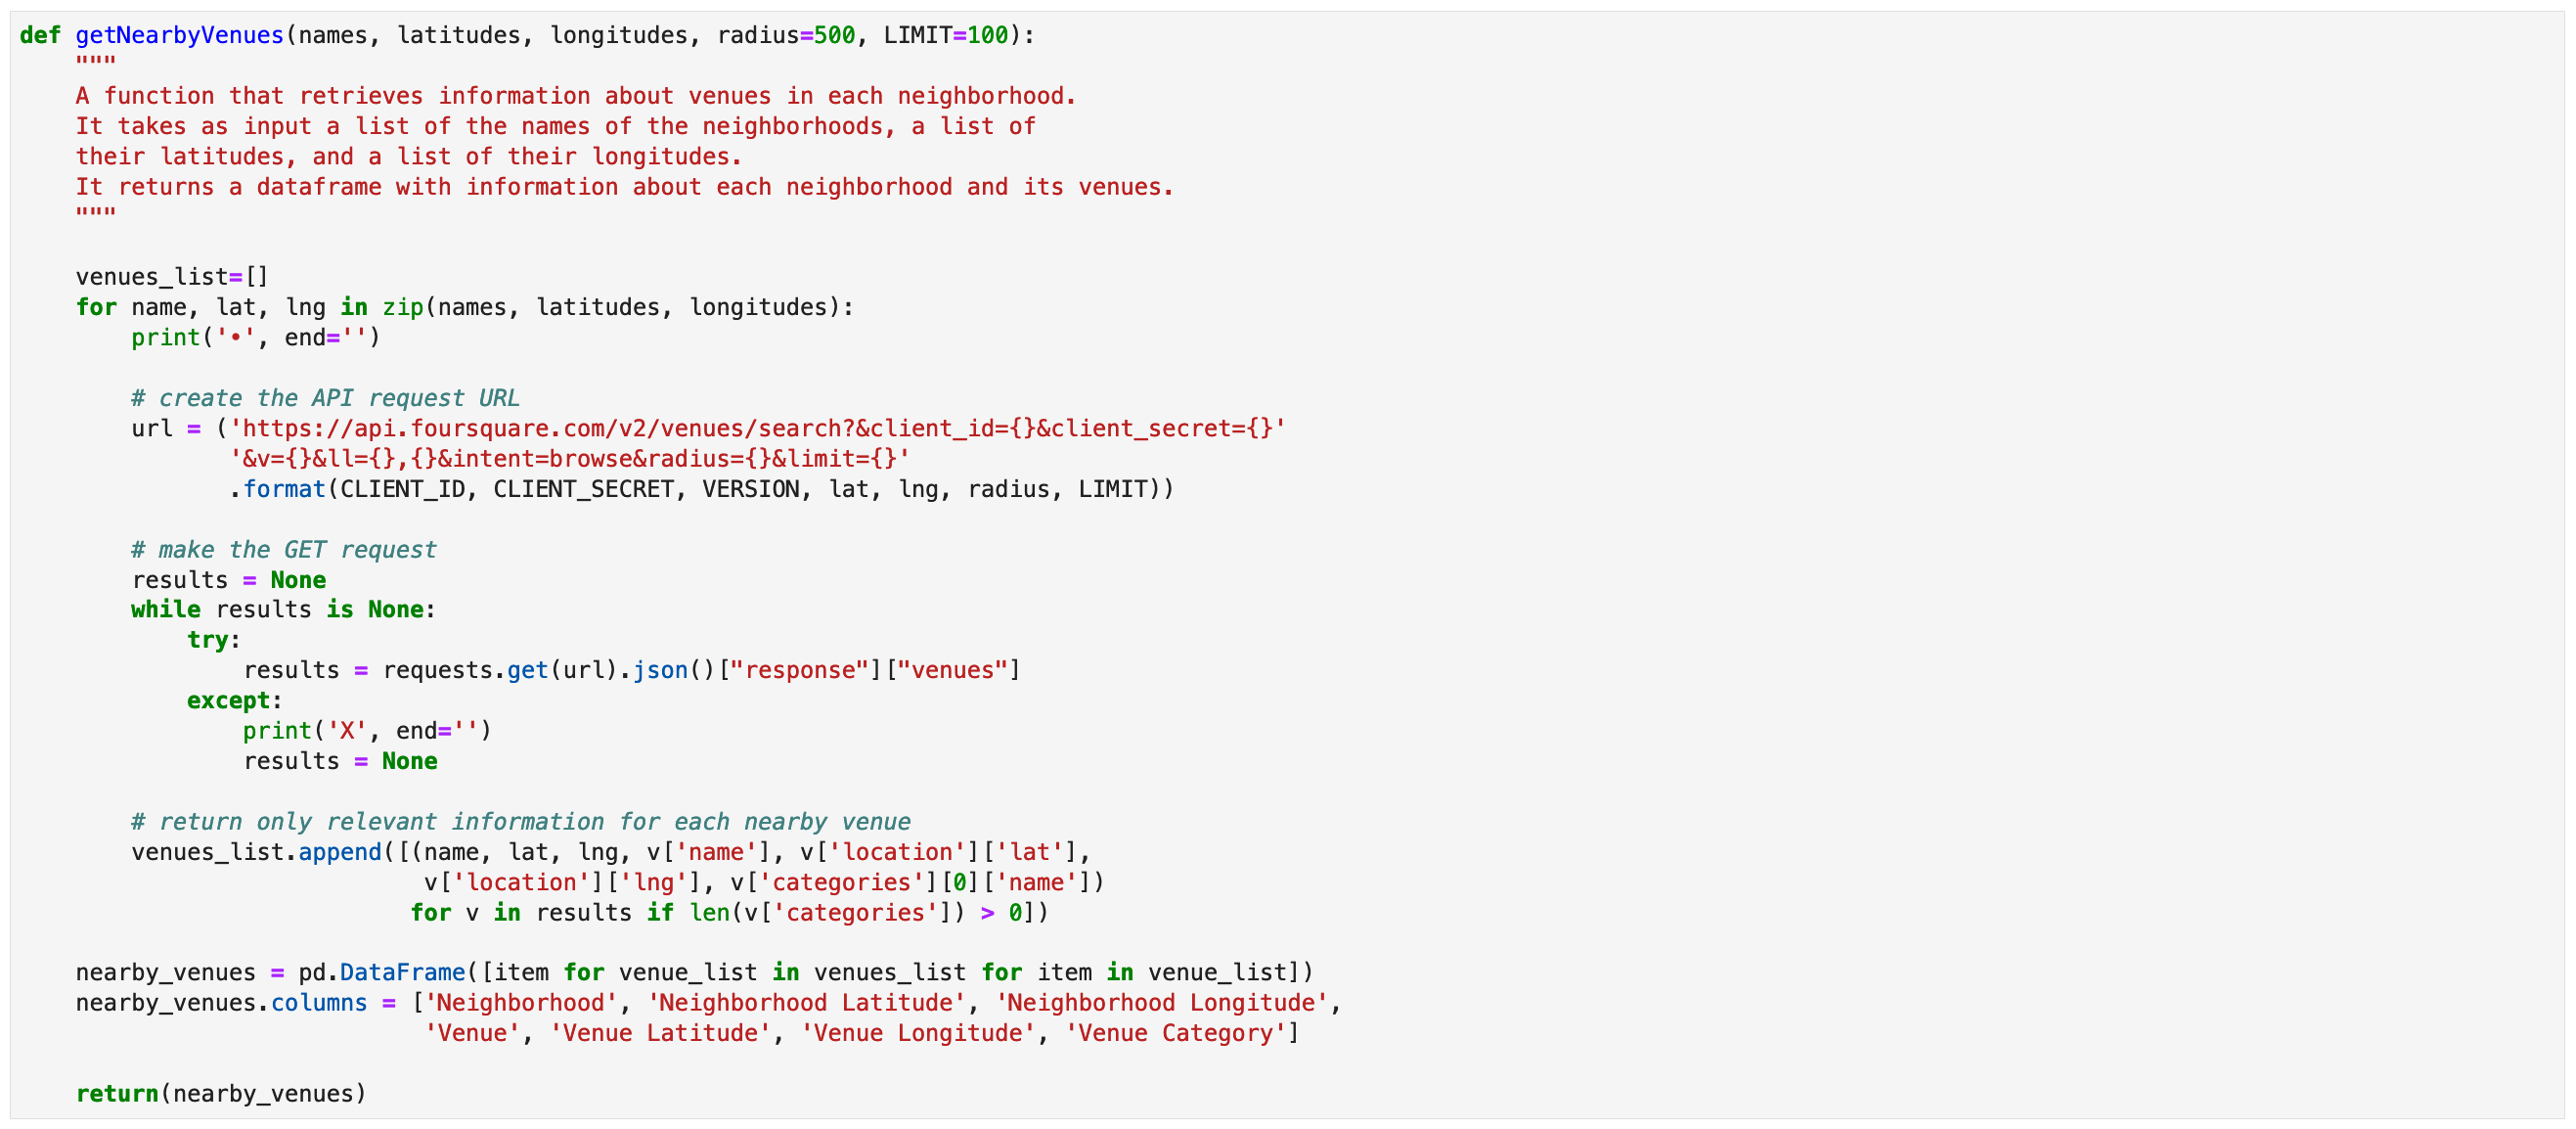 def getNearbyVenues(names, latitudes, longitudes, radius=500, LIMIT=100):
    """
    A function that retrieves information about venues in each neighborhood.
    It takes as input a list of the names of the neighborhoods, a list of
    their latitudes, and a list of their longitudes.
    It returns a dataframe with information about each neighborhood and its venues.
    """

    venues_list=[]
    for name, lat, lng in zip(names, latitudes, longitudes):
        print('•', end='')

        # create the API request URL
        url = ('https://api.foursquare.com/v2/venues/search?&client_id={}&client_secret={}'
               '&v={}&ll={},{}&intent=browse&radius={}&limit={}'
               .format(CLIENT_ID, CLIENT_SECRET, VERSION, lat, lng, radius, LIMIT))

        # make the GET request
        results = None
        while results is None:
            try:
                results = requests.get(url).json()["response"]["venues"]
            except:
                print('X', end='')
                results = None

        # return only relevant information for each nearby venue
        venues_list.append([(name, lat, lng, v['name'], v['location']['lat'],
                             v['location']['lng'], v['categories'][0]['name'])
                            for v in results if len(v['categories']) > 0])

    nearby_venues = pd.DataFrame([item for venue_list in venues_list for item in venue_list])
    nearby_venues.columns = ['Neighborhood', 'Neighborhood Latitude', 'Neighborhood Longitude',
                             'Venue', 'Venue Latitude', 'Venue Longitude', 'Venue Category']

    return(nearby_venues)